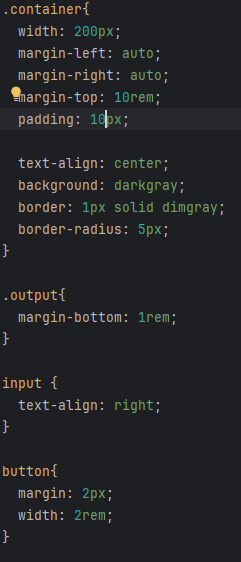 .container{
  width: 200px;
  margin-left: auto;
  margin-right: auto;
  margin-top: 10rem;
  padding: 10px;

  text-align: center;
  background: darkgray;
  border: 1px solid dimgray;
  border-radius: 5px;
}

.output{
  margin-bottom: 1rem;
}

input {
  text-align: right;
}

button{
  margin: 2px;
  width: 2rem;
}